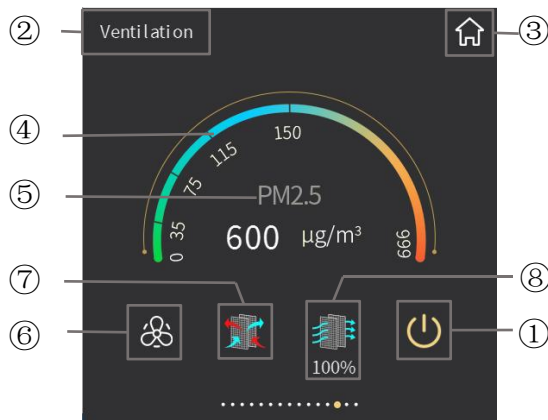 ② Ventilation ③
④ 150
115
75
⑤ PM2.5
35
600 μg/m³
0 999
⑦ ⑧
⑥ ①
100%